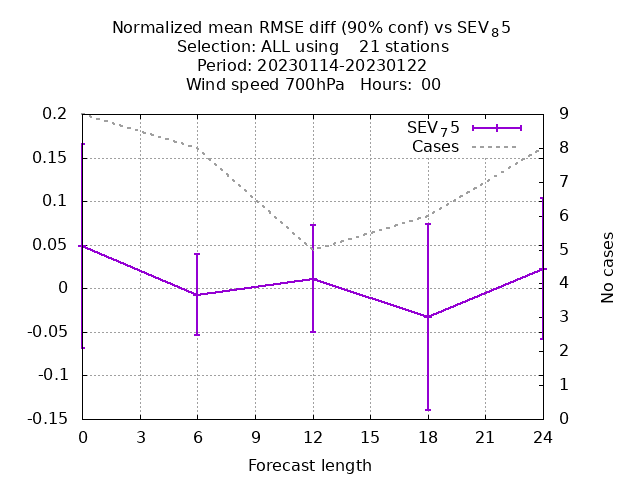 Normalized mean RMSE diff (90% conf) vs SEV₈5
Selection: ALL using    21 stations
Period: 20230114-20230122
Wind speed 700hPa   Hours:  00
SEV₇5
Cases
0.2
0.15
0.1
0.05
0
-0.05
-0.1
-0.15
9
8
7
6
5
4
3
2
1
0
No cases
0 3 6 9 12 15 18 21 24
Forecast length